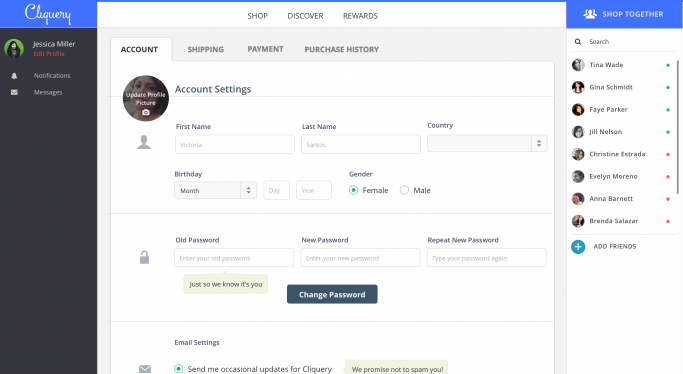 Cliquery
SHOP DISCOVER REWARDS
SHOP TOGETHER
Jessica Miller
Edit Profile
Notifications
Messages
ACCOUNT SHIPPING PAYMENT PURCHASE HISTORY
Update Profile
Picture
Account Settings
First Name Last Name Country
Victoria Santos
Birthday Gender
Month Day Year Female Male
Old Password New Password Repeat New Password
Enter your old password Enter your new password Type your password again
Just so we know it's you
Change Password
Email Settings
Send me occasional updates for Cliquery We promise not to spam you!
Search
Tina Wade
Gina Schmidt
Faye Parker
Jill Nelson
Christine Estrada
Evelyn Moreno
Anna Barnett
Brenda Salazar
ADD FRIENDS